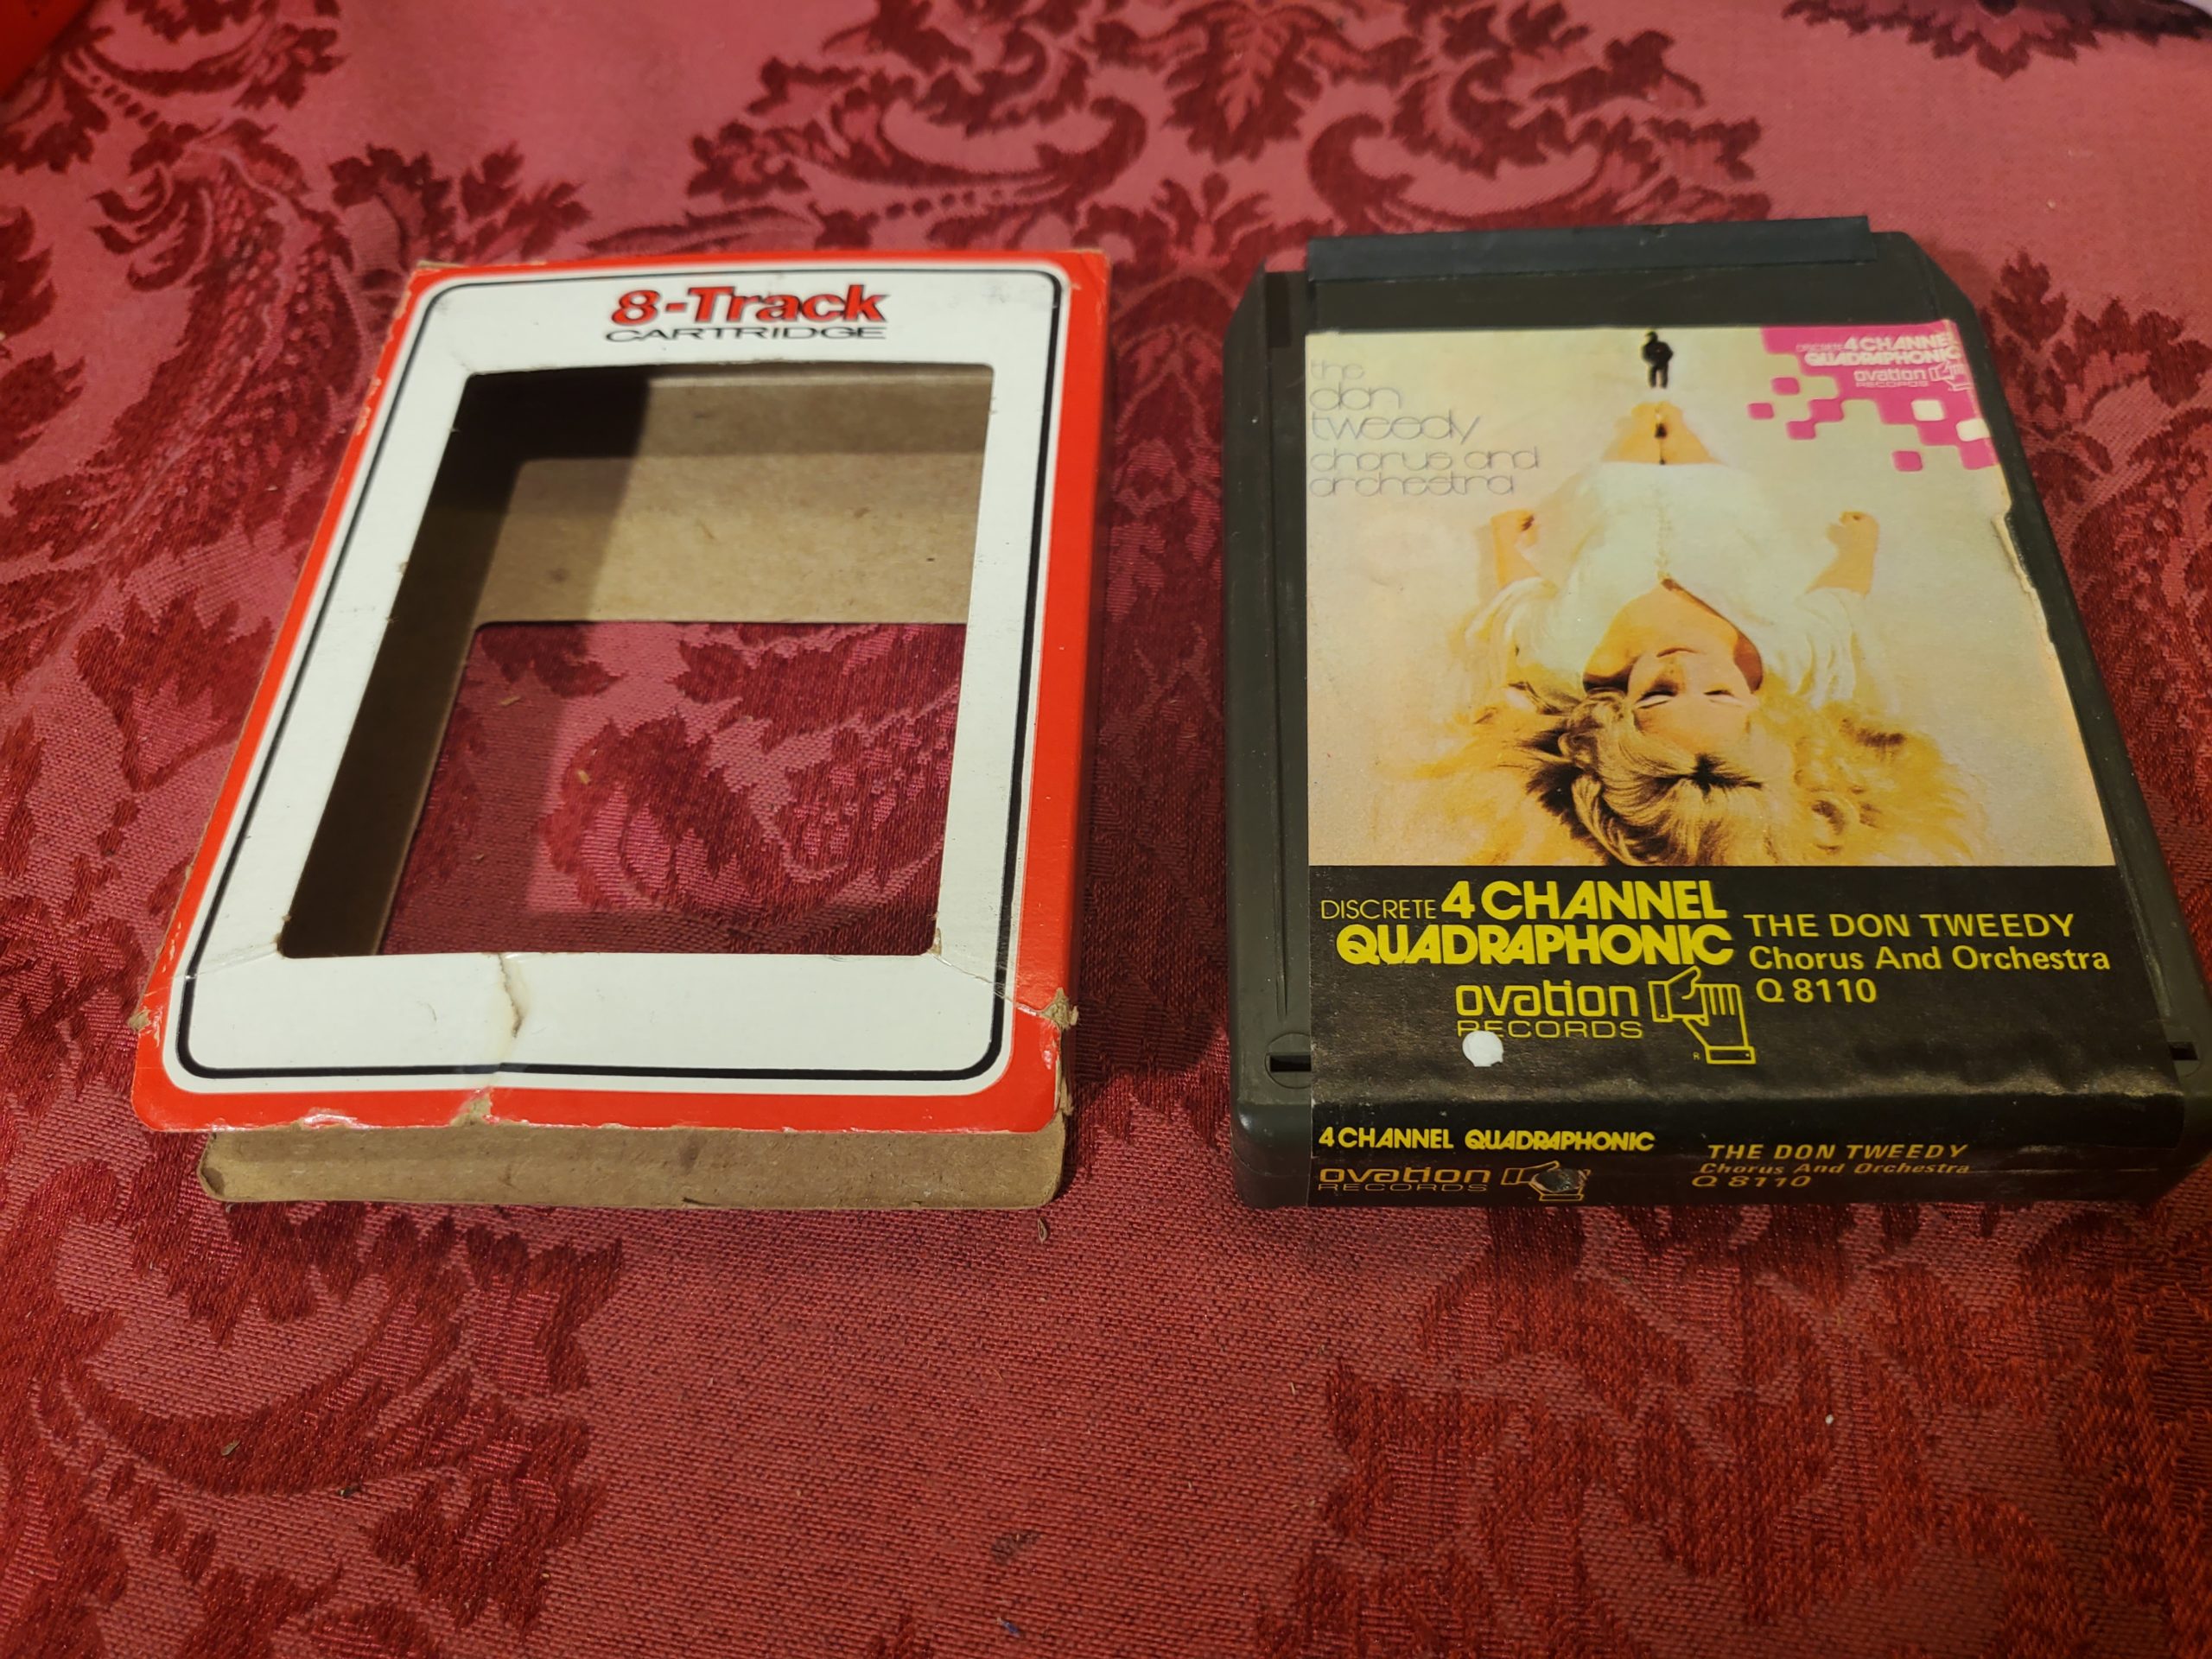 8-Track
CARTRIDGE
the
don
tweedy
chorus and
orchestra
DISCRETE 4 CHANNEL
QUADRAPHONIC
ovation
RECORDS
DISCRETE 4 CHANNEL
QUADRAPHONIC
ovation
RECORDS
®
THE DON TWEEDY
Chorus And Orchestra
Q 8110
4 CHANNEL QUADRAPHONIC
ovation
RECORDS
THE DON TWEEDY
Chorus And Orchestra
Q 8110